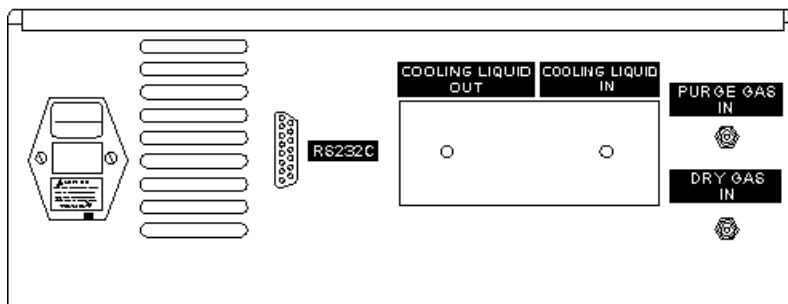 COOLING LIQUID
OUT
COOLING LIQUID
IN
PURGE GAS
IN
RS232C
DRY GAS
IN